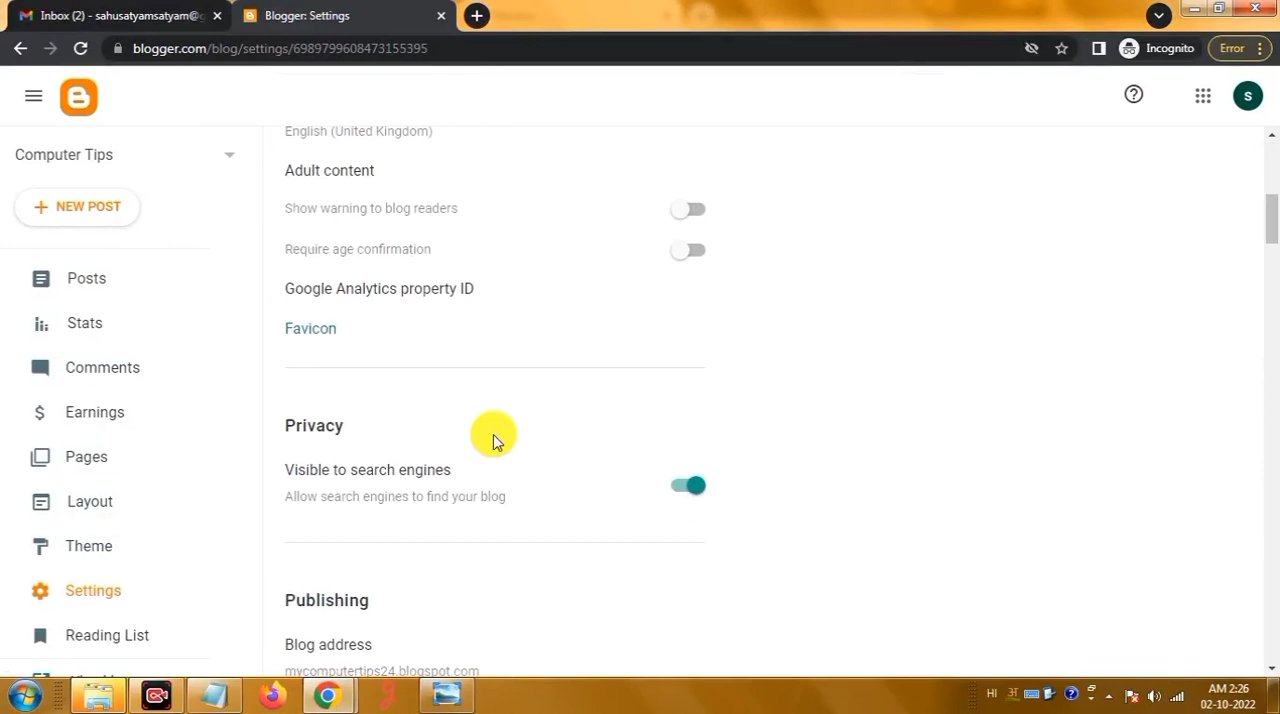 Inbox (2) - sahusatyamsatyam@g
Blogger: Settings
blogger.com/blog/settings/6989799608473155395
Incognito
Error
S
Computer Tips
NEW POST
Posts
Stats
Comments
Earnings
Pages
Layout
Theme
Settings
Reading List
English (United Kingdom)
Adult content
Show warning to blog readers
Require age confirmation
Google Analytics property ID
Favicon
Privacy
Visible to search engines
Allow search engines to find your blog
Publishing
Blog address
mycomputertips24.blogspot.com
HI
AM 2:26
02-10-2022